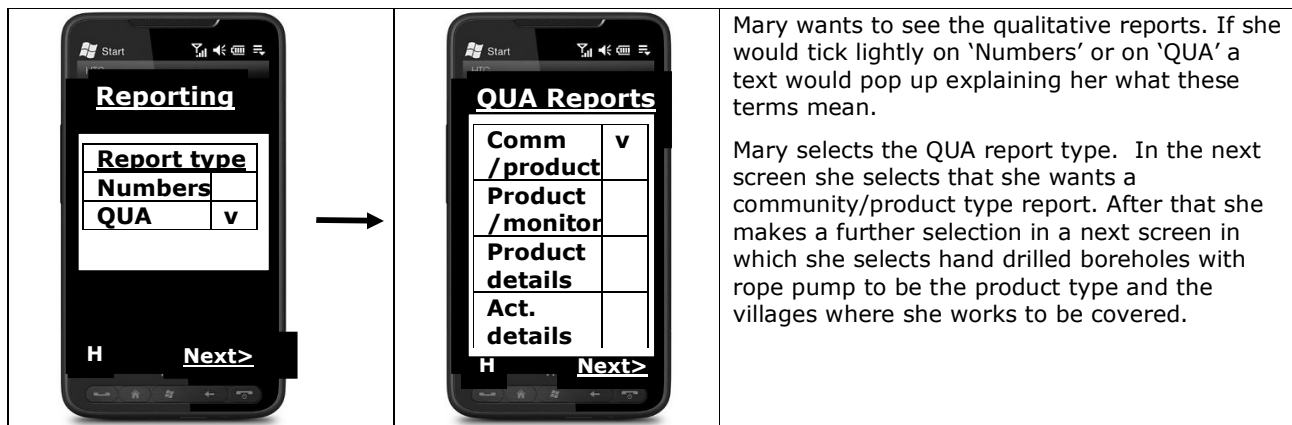 Start
Reporting
Report type
Numbers
QUA v
H Next>
Start
QUA Reports
Comm v
/product
Product
/monitor
Product
details
Act.
details
H Next>
Mary wants to see the qualitative reports. If she
would tick lightly on ‘Numbers’ or on ‘QUA’ a
text would pop up explaining her what these
terms mean.
Mary selects the QUA report type. In the next
screen she selects that she wants a
community/product type report. After that she
makes a further selection in a next screen in
which she selects hand drilled boreholes with
rope pump to be the product type and the
villages where she works to be covered.